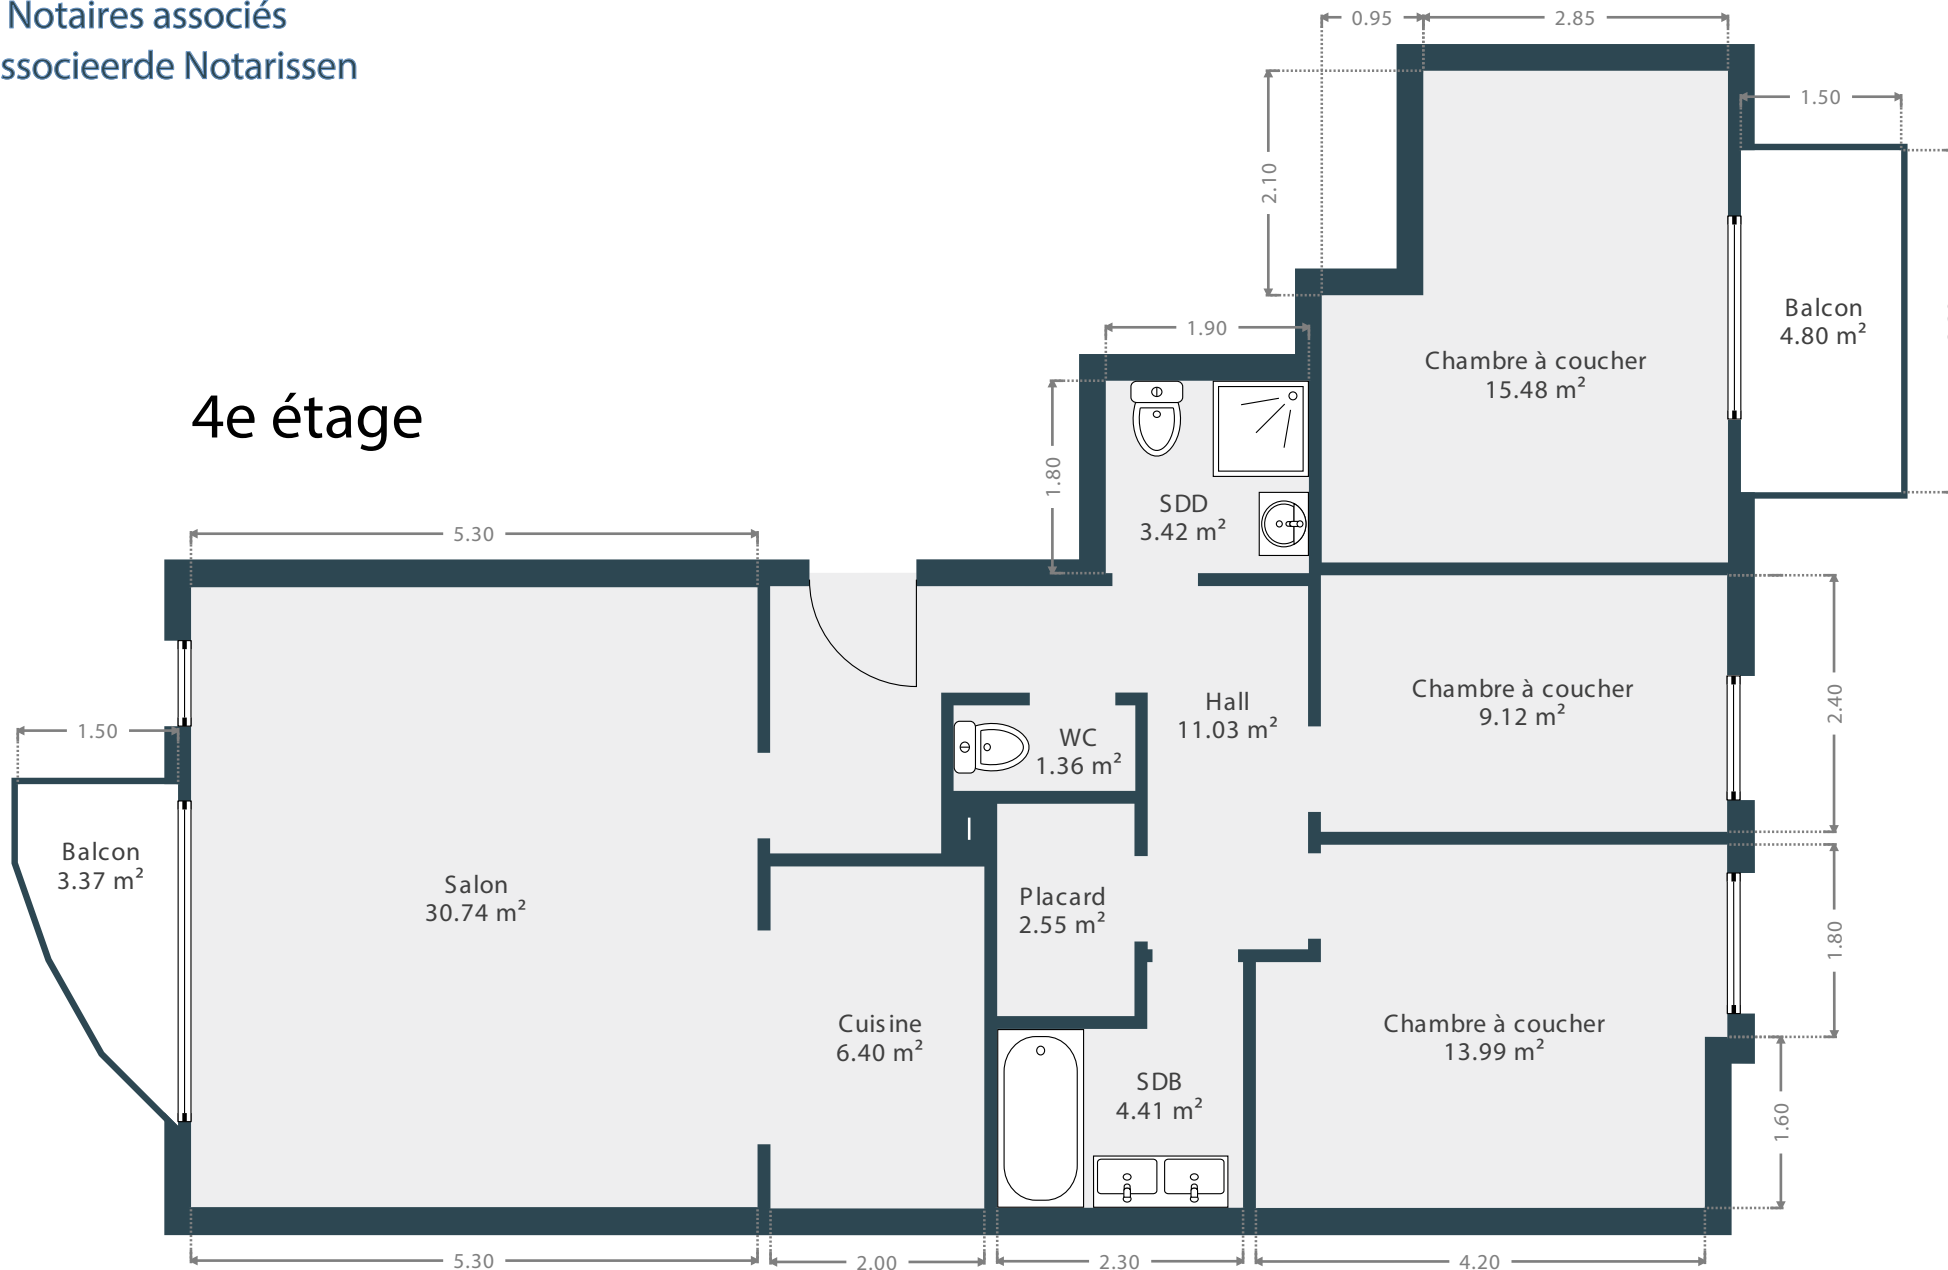 Notaires associés
ssocieerde Notarissen
0.95
2.85
1.50
2.10
Balcon
4.80 m²
1.90
Chambre à coucher
15.48 m²
4e étage
1.80
SDD
3.42 m²
5.30
Chambre à coucher
9.12 m²
2.40
Hall
11.03 m²
1.50
WC
1.36 m²
Balcon
3.37 m²
Salon
30.74 m²
Placard
2.55 m²
1.80
Cuisine
6.40 m²
Chambre à coucher
13.99 m²
SDB
4.41 m²
1.60
5.30
2.00
2.30
4.20